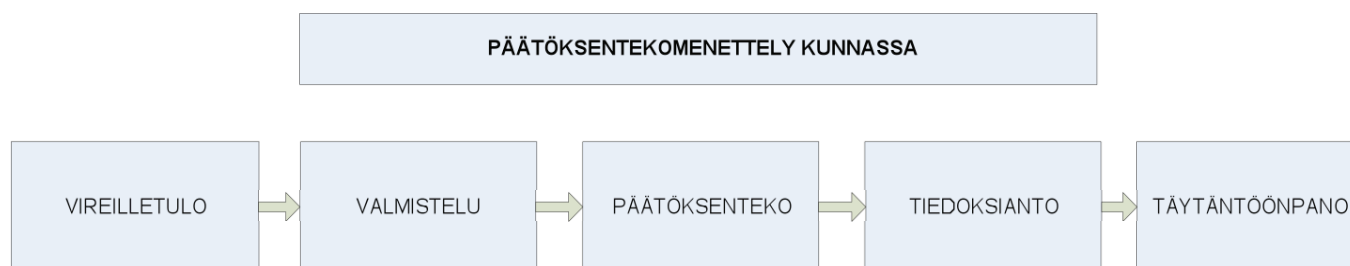 PÄÄTÖKSENTEKOMENETTELY KUNNASSA
VIREILLETULO
VALMISTELU
PÄÄTÖKSENTEKO
TIEDOKSIANTO
TÄYTÄNTÖÖNPANO